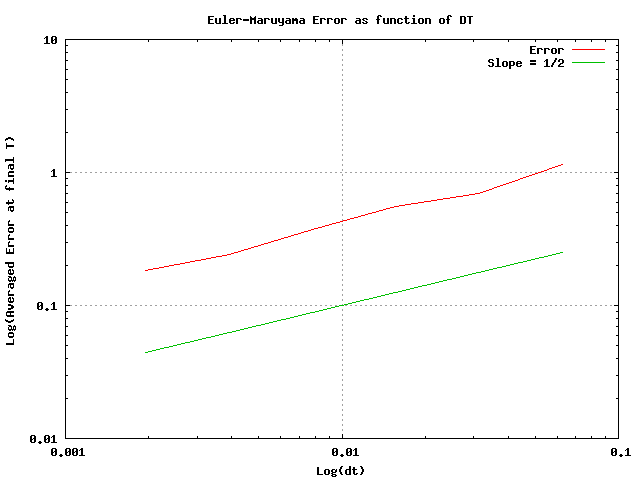 Euler-Maruyama Error as function of DT
10
Error
Slope = 1/2
Log(Averaged Error at final T)
1
0.1
0.01
0.001
0.01
0.1
Log(dt)